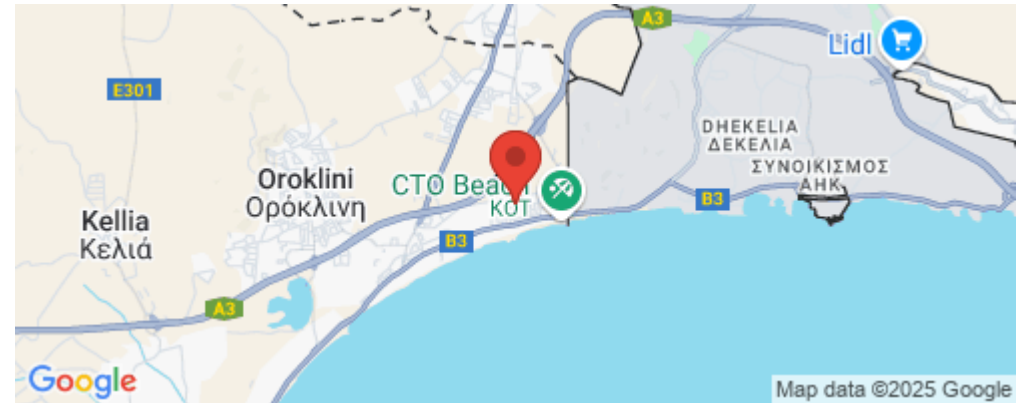 A3
Lidl
E301
DHEKELIA
ΔΕΚΕΛΙΑ
ΣΥΝΟΙΚΙΣΜΟΣ
ΑΗΚ
Oroklini
Ορόκλινη
CTO Beach
ΚΟΤ
B3
Kellia
Κελιά
B3
A3
Google
Map data ©2025 Google